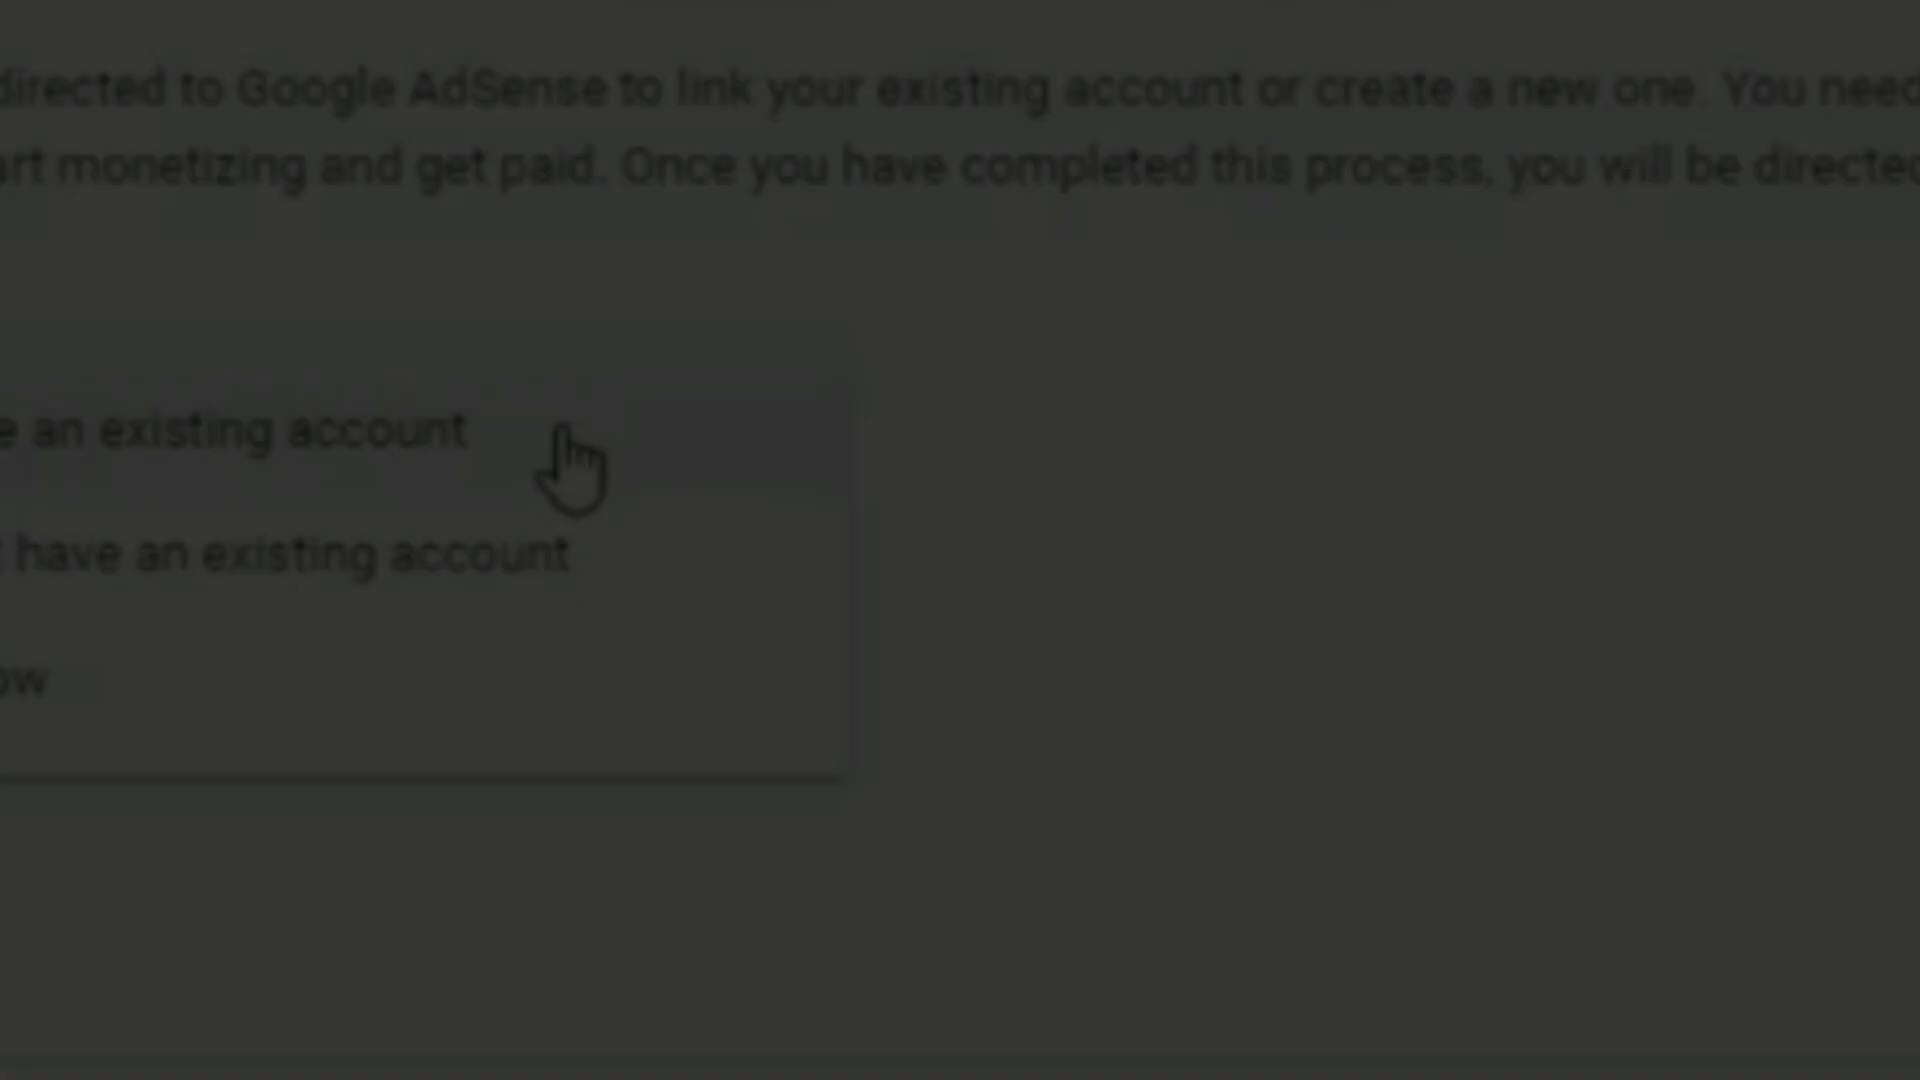 directed to Google AdSense to link your existing account or create a new one. You need
art monetizing and get paid. Once you have completed this process, you will be directed
e an existing account
t have an existing account
ow